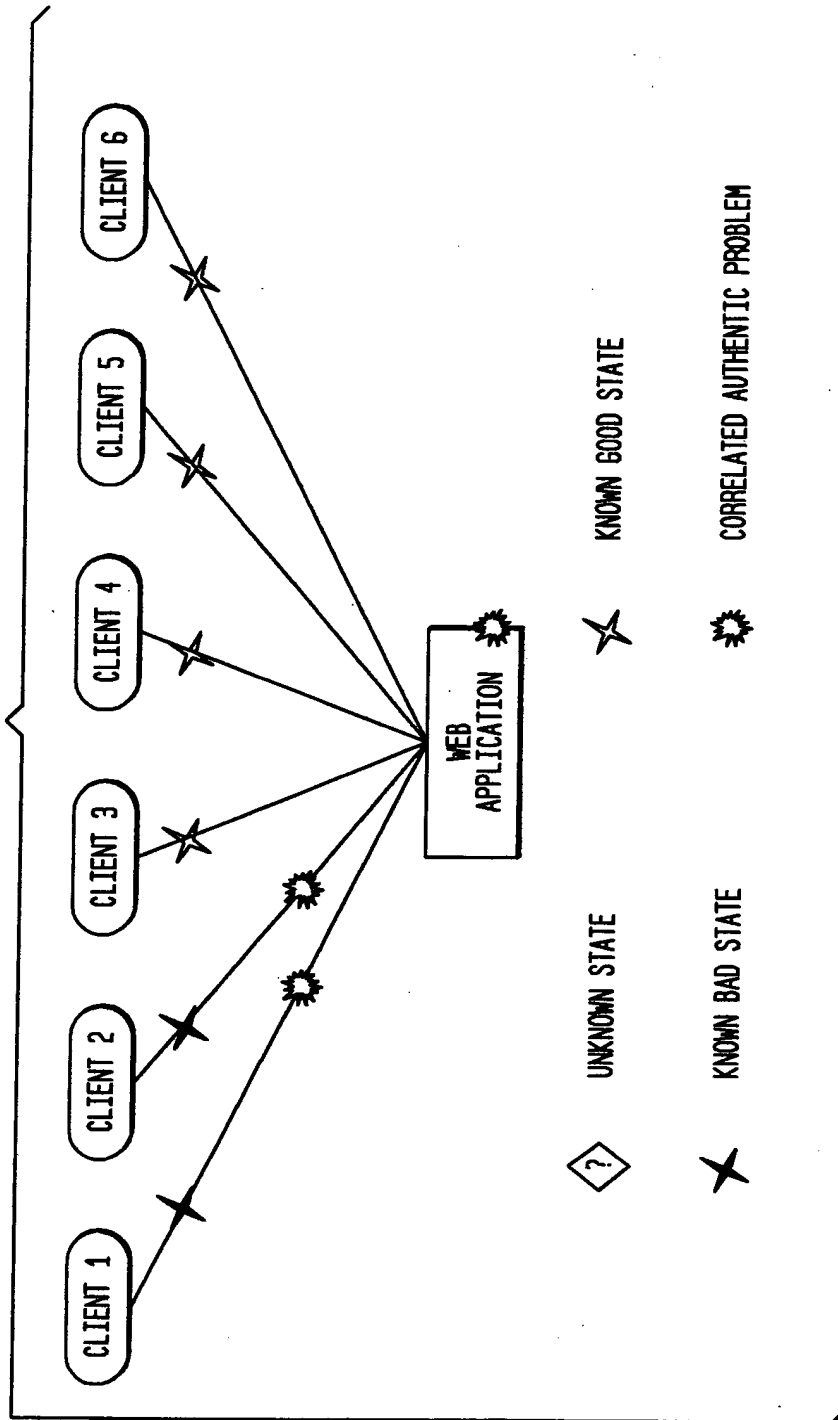 CLIENT 1
CLIENT 2
CLIENT 3
CLIENT 4
CLIENT 5
CLIENT 6
WEB
APPLICATION
? UNKNOWN STATE
KNOWN GOOD STATE
KNOWN BAD STATE
CORRELATED AUTHENTIC PROBLEM